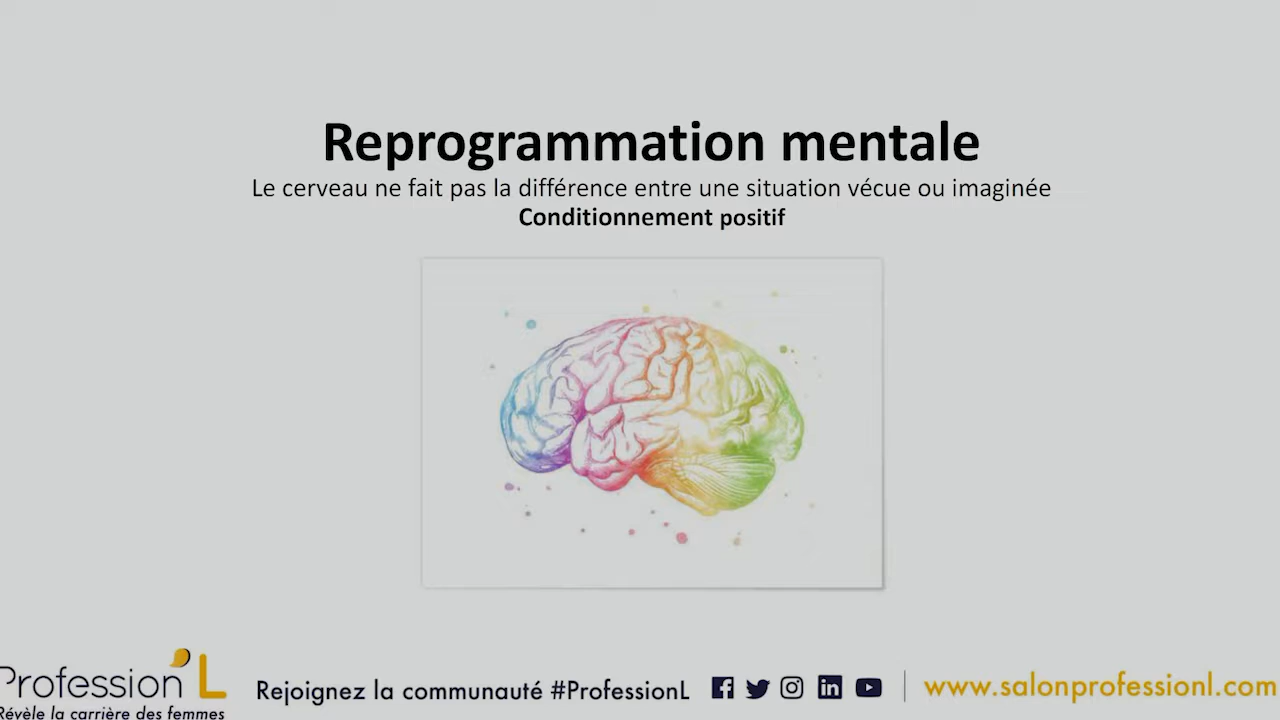 Reprogrammation mentale
Le cerveau ne fait pas la différence entre une situation vécue ou imaginée
Conditionnement positif
Profession'L
Révèle la carrière des femmes
Rejoignez la communauté #ProfessionL
www.salonprofessionl.com